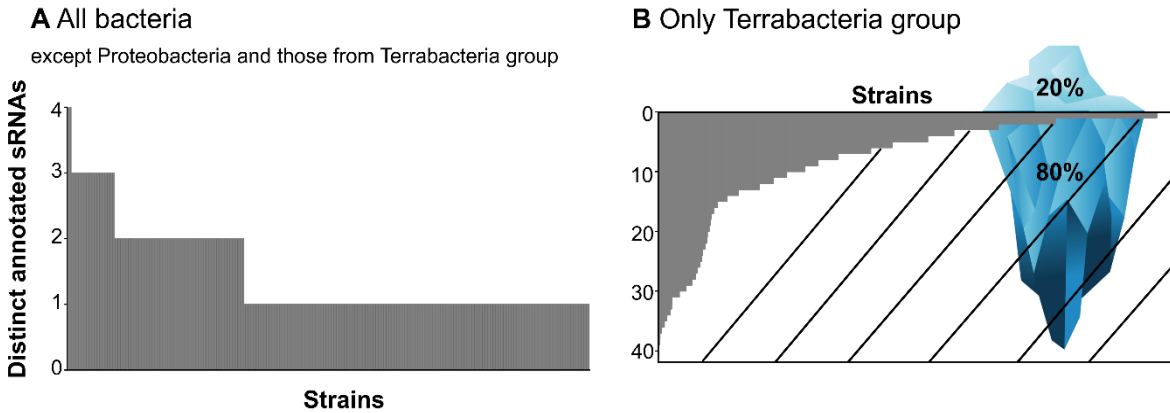 A All bacteria
except Proteobacteria and those from Terrabacteria group
Distinct annotated sRNAs
4
3
2
1
0
Strains
B Only Terrabacteria group
20%
Strains
0
80%
10
20
30
40